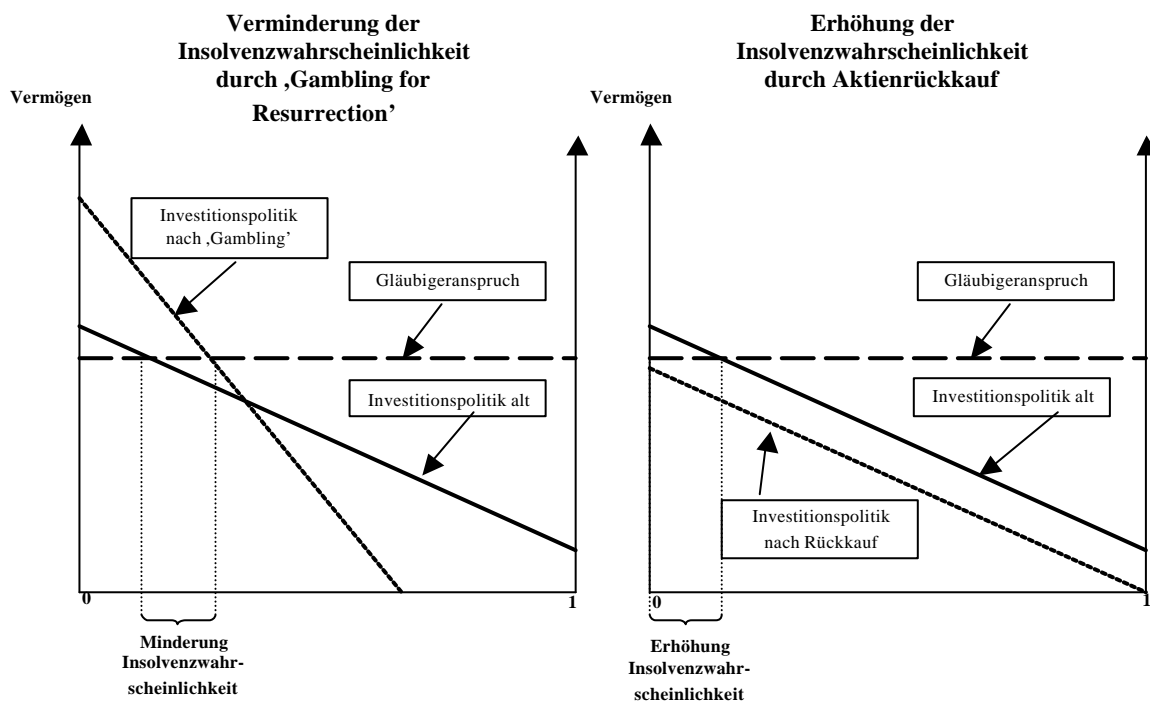 Verminderung der
Insolvenzwahrscheinlichkeit
durch ‚Gambling for
Resurrection’
Vermögen
Investitionspolitik
nach ‚Gambling’
Gläubigeranspruch
Investitionspolitik alt
0
1
Minderung
Insolvenzwahr-
scheinlichkeit
Erhöhung der
Insolvenzwahrscheinlichkeit
durch Aktienrückkauf
Vermögen
Gläubigeranspruch
Investitionspolitik alt
Investitionspolitik
nach Rückkauf
0
1
Erhöhung
Insolvenzwahr-
scheinlichkeit